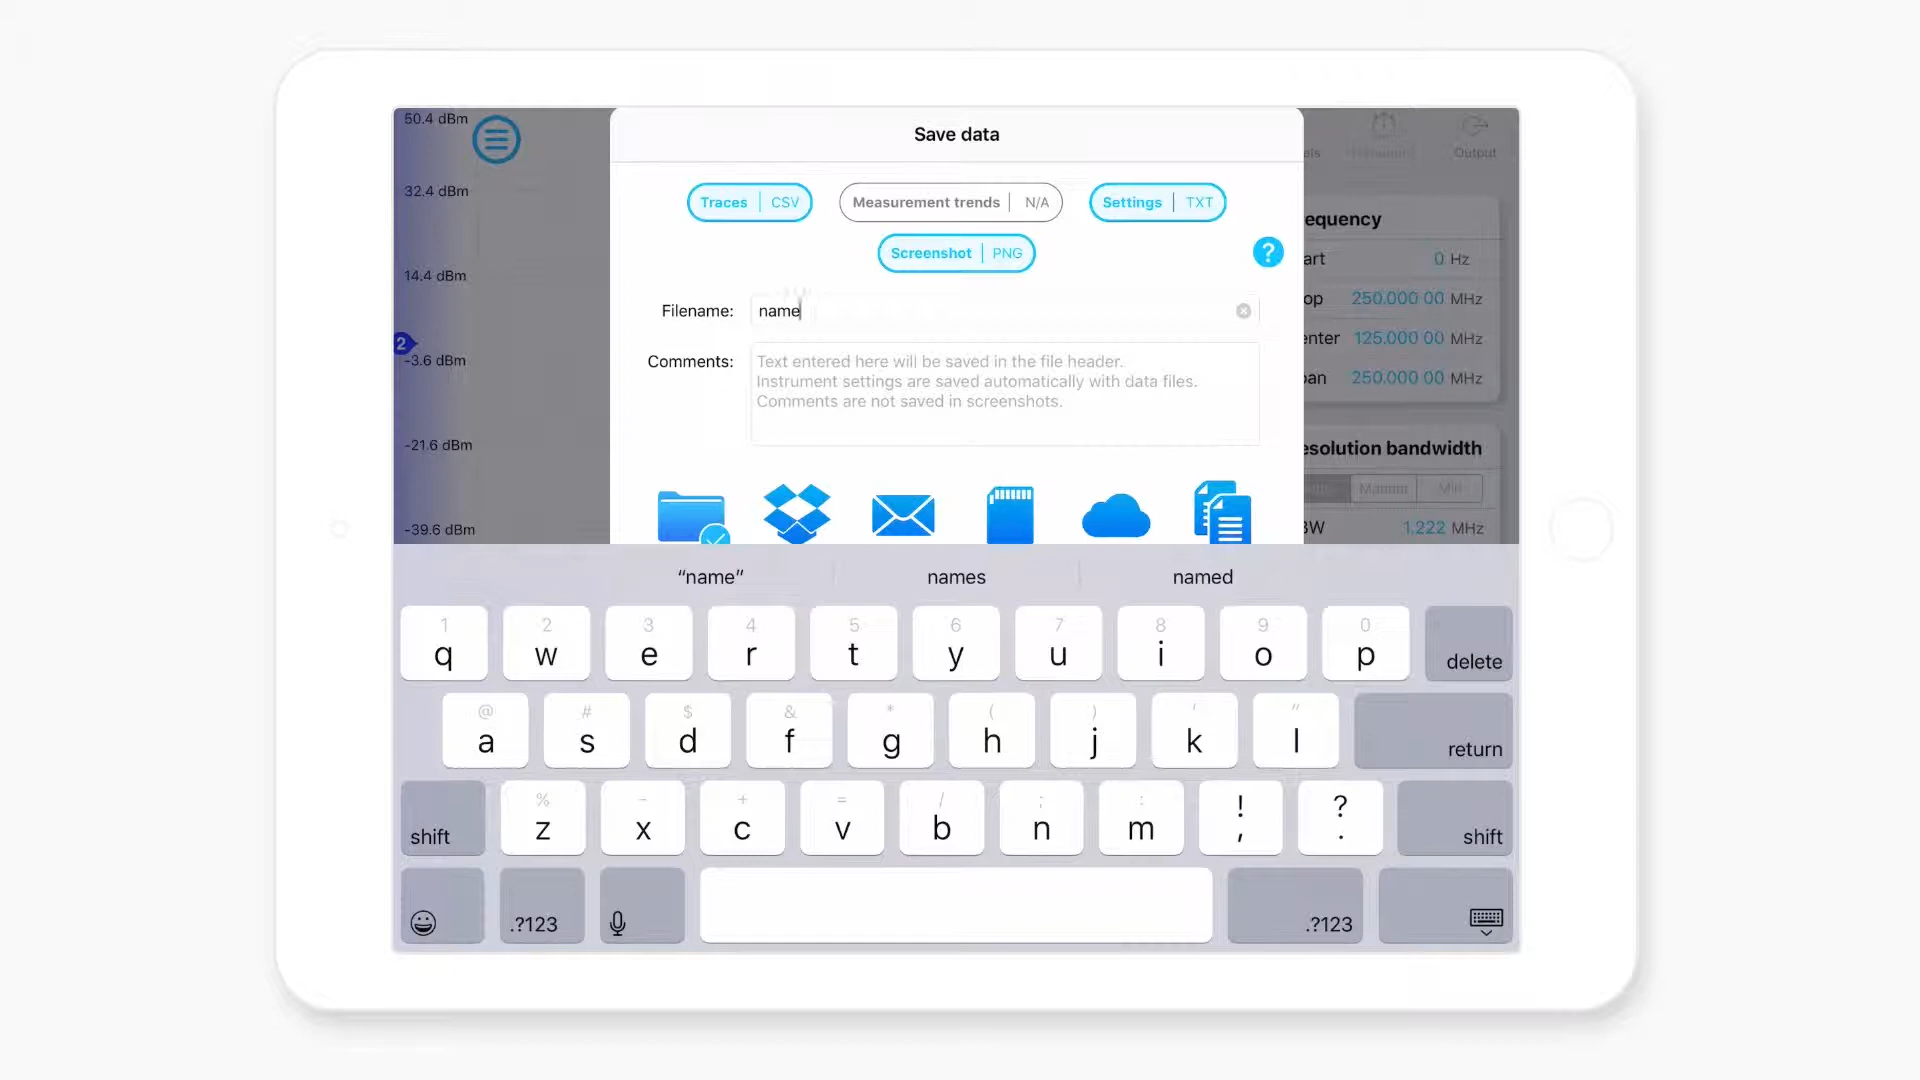 50.4 dBm
32.4 dBm
14.4 dBm
2
-3.6 dBm
-21.6 dBm
-39.6 dBm
Save data
Traces | CSV
Measurement trends | N/A
Settings | TXT
Screenshot | PNG
?
Filename: name
Comments: Text entered here will be saved in the file header.
Instrument settings are saved automatically with data files.
Comments are not saved in screenshots.
Output
equency
art 0 Hz
op 250.000 00 MHz
enter 125.000 00 MHz
pan 250.000 00 MHz
esolution bandwidth
Manual Min
BW 1.222 MHz
“name” names named
1 2 3 4 5 6 7 8 9 0
q w e r t y u i o p delete
@ # $ & * ( ) ' "
a s d f g h j k l return
% - + = / ; : ! ?
shift z x c v b n m , . shift
.?123 .?123